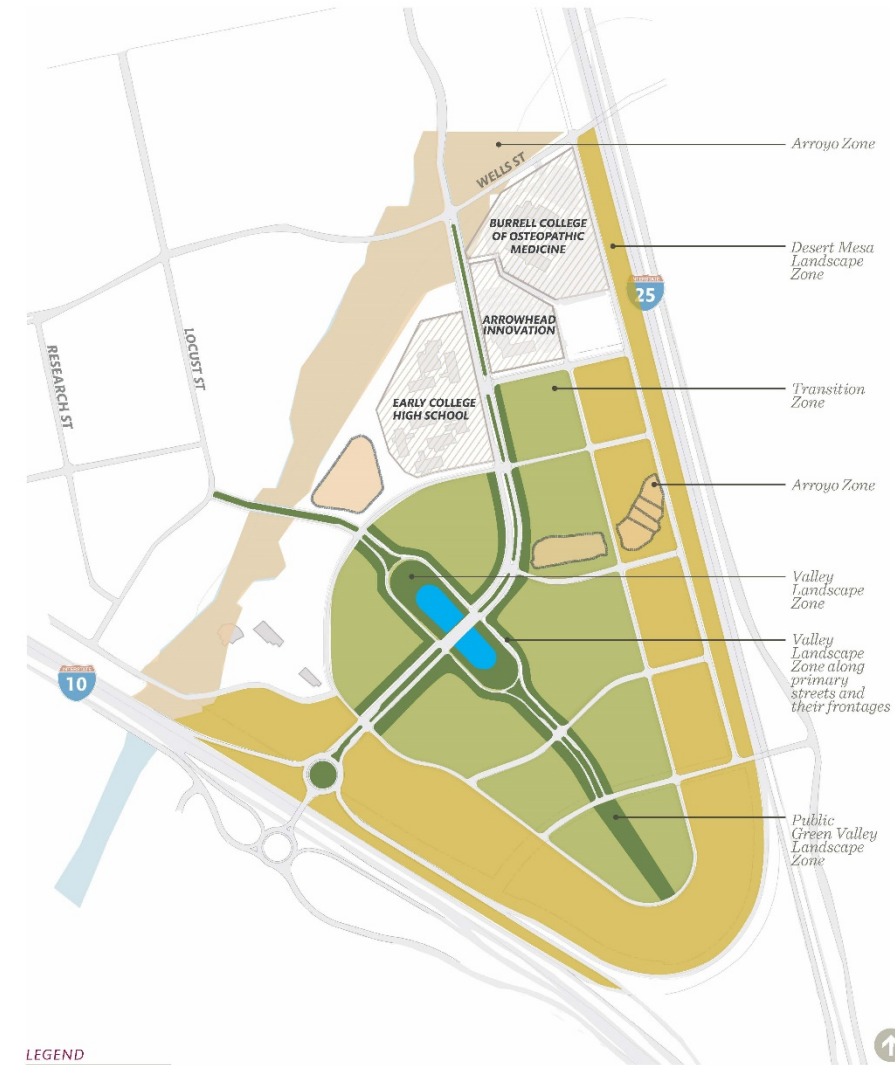 Arroyo Zone
WELLS ST
BURRELL COLLEGE
OF OSTEOPATHIC
MEDICINE
Desert Mesa
Landscape
Zone
25
ARROWHEAD
INNOVATION
LOCUST ST
RESEARCH ST
Transition
Zone
EARLY COLLEGE
HIGH SCHOOL
Arroyo Zone
Valley
Landscape
Zone
Valley
Landscape
Zone along
primary
streets and
their frontages
INTERSTATE
10
Public
Green Valley
Landscape
Zone
LEGEND